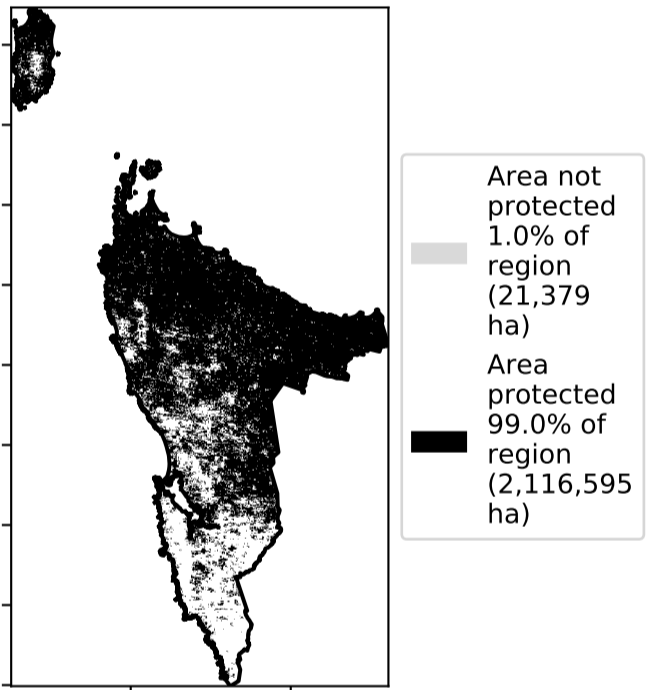 Area not
protected
1.0% of
region
(21,379
ha)
Area
protected
99.0% of
region
(2,116,595
ha)